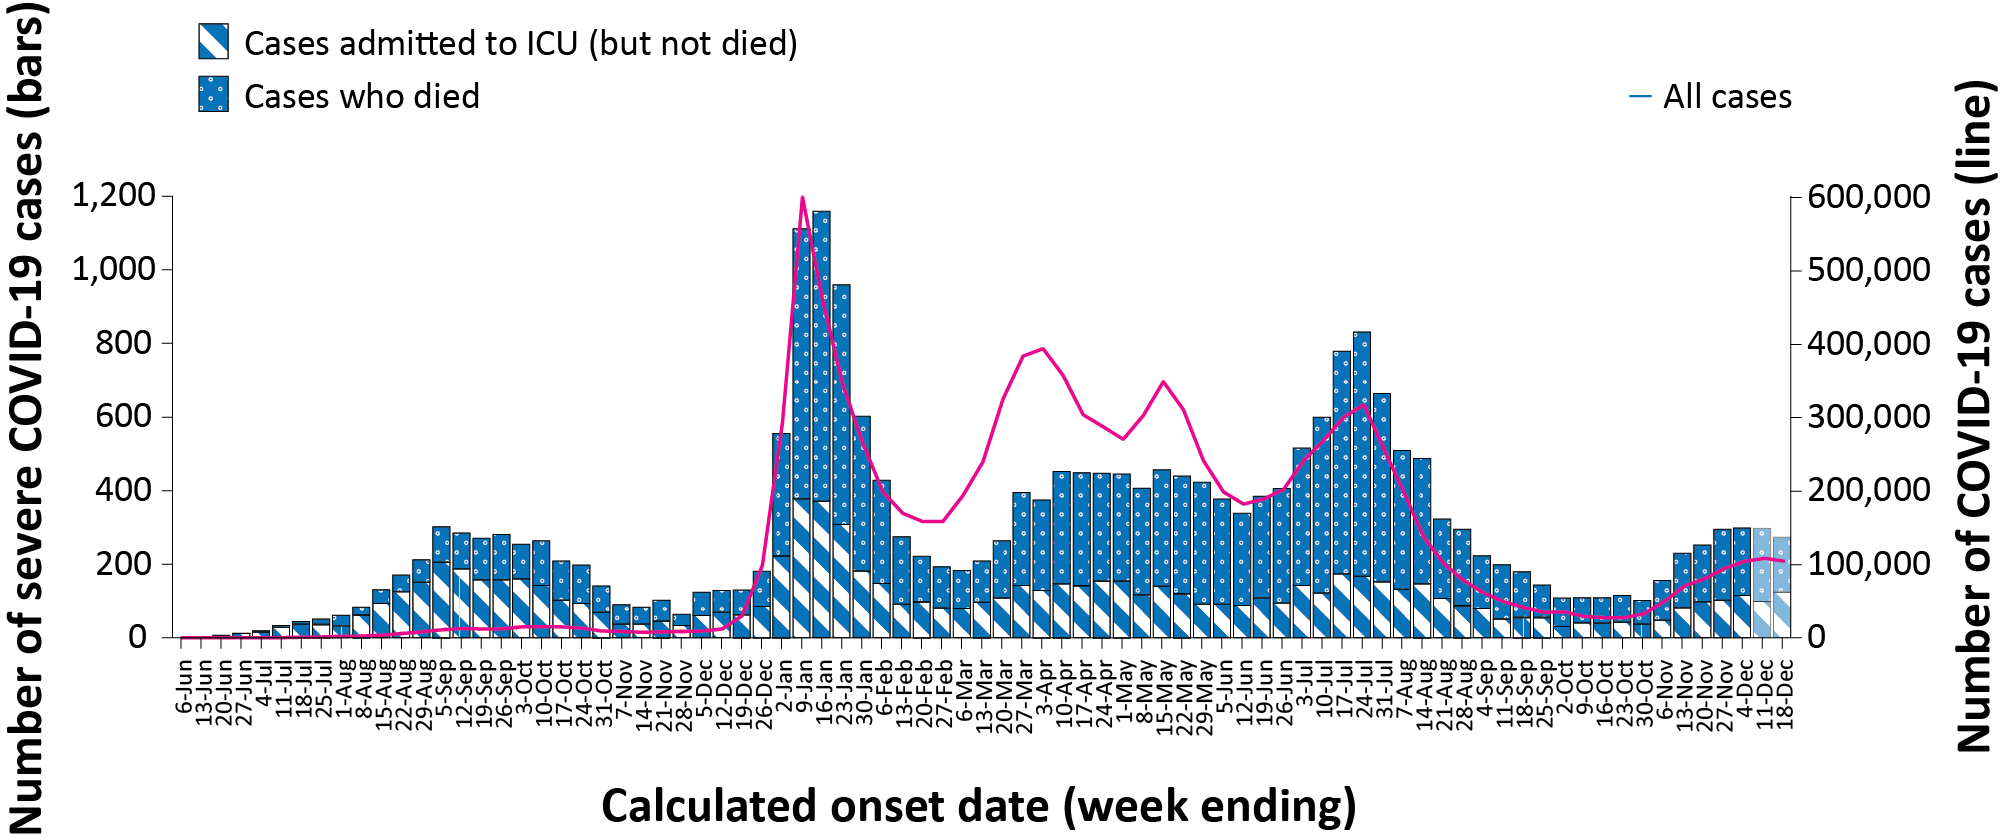 Number of severe COVID-19 cases (bars)
Cases admitted to ICU (but not died)
Cases who died
All cases
Number of COVID-19 cases (line)
1,200
1,000
800
600
400
200
0
600,000
500,000
400,000
300,000
200,000
100,000
0
6-Jun
13-Jun
20-Jun
27-Jun
4-Jul
11-Jul
18-Jul
25-Jul
1-Aug
8-Aug
15-Aug
22-Aug
29-Aug
5-Sep
12-Sep
19-Sep
26-Sep
3-Oct
10-Oct
17-Oct
24-Oct
31-Oct
7-Nov
14-Nov
21-Nov
28-Nov
5-Dec
12-Dec
19-Dec
26-Dec
2-Jan
9-Jan
16-Jan
23-Jan
30-Jan
6-Feb
13-Feb
20-Feb
27-Feb
6-Mar
13-Mar
20-Mar
27-Mar
3-Apr
10-Apr
17-Apr
24-Apr
1-May
8-May
15-May
22-May
29-May
5-Jun
12-Jun
19-Jun
26-Jun
3-Jul
10-Jul
17-Jul
24-Jul
31-Jul
7-Aug
14-Aug
21-Aug
28-Aug
4-Sep
11-Sep
18-Sep
25-Sep
2-Oct
9-Oct
16-Oct
23-Oct
30-Oct
6-Nov
13-Nov
20-Nov
27-Nov
4-Dec
11-Dec
18-Dec
Calculated onset date (week ending)